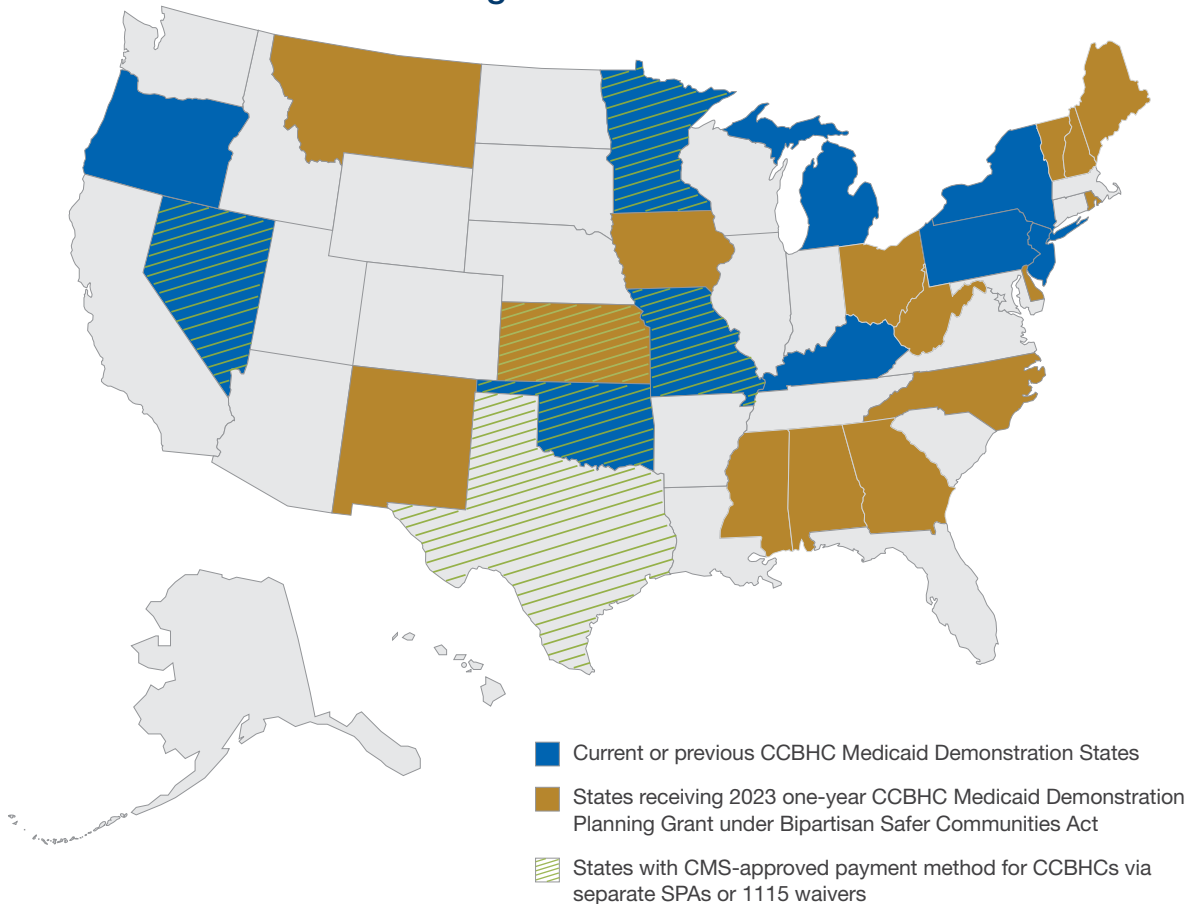 Current or previous CCBHC Medicaid Demonstration States
States receiving 2023 one-year CCBHC Medicaid Demonstration
Planning Grant under Bipartisan Safer Communities Act
States with CMS-approved payment method for CCBHCs via
separate SPAs or 1115 waivers